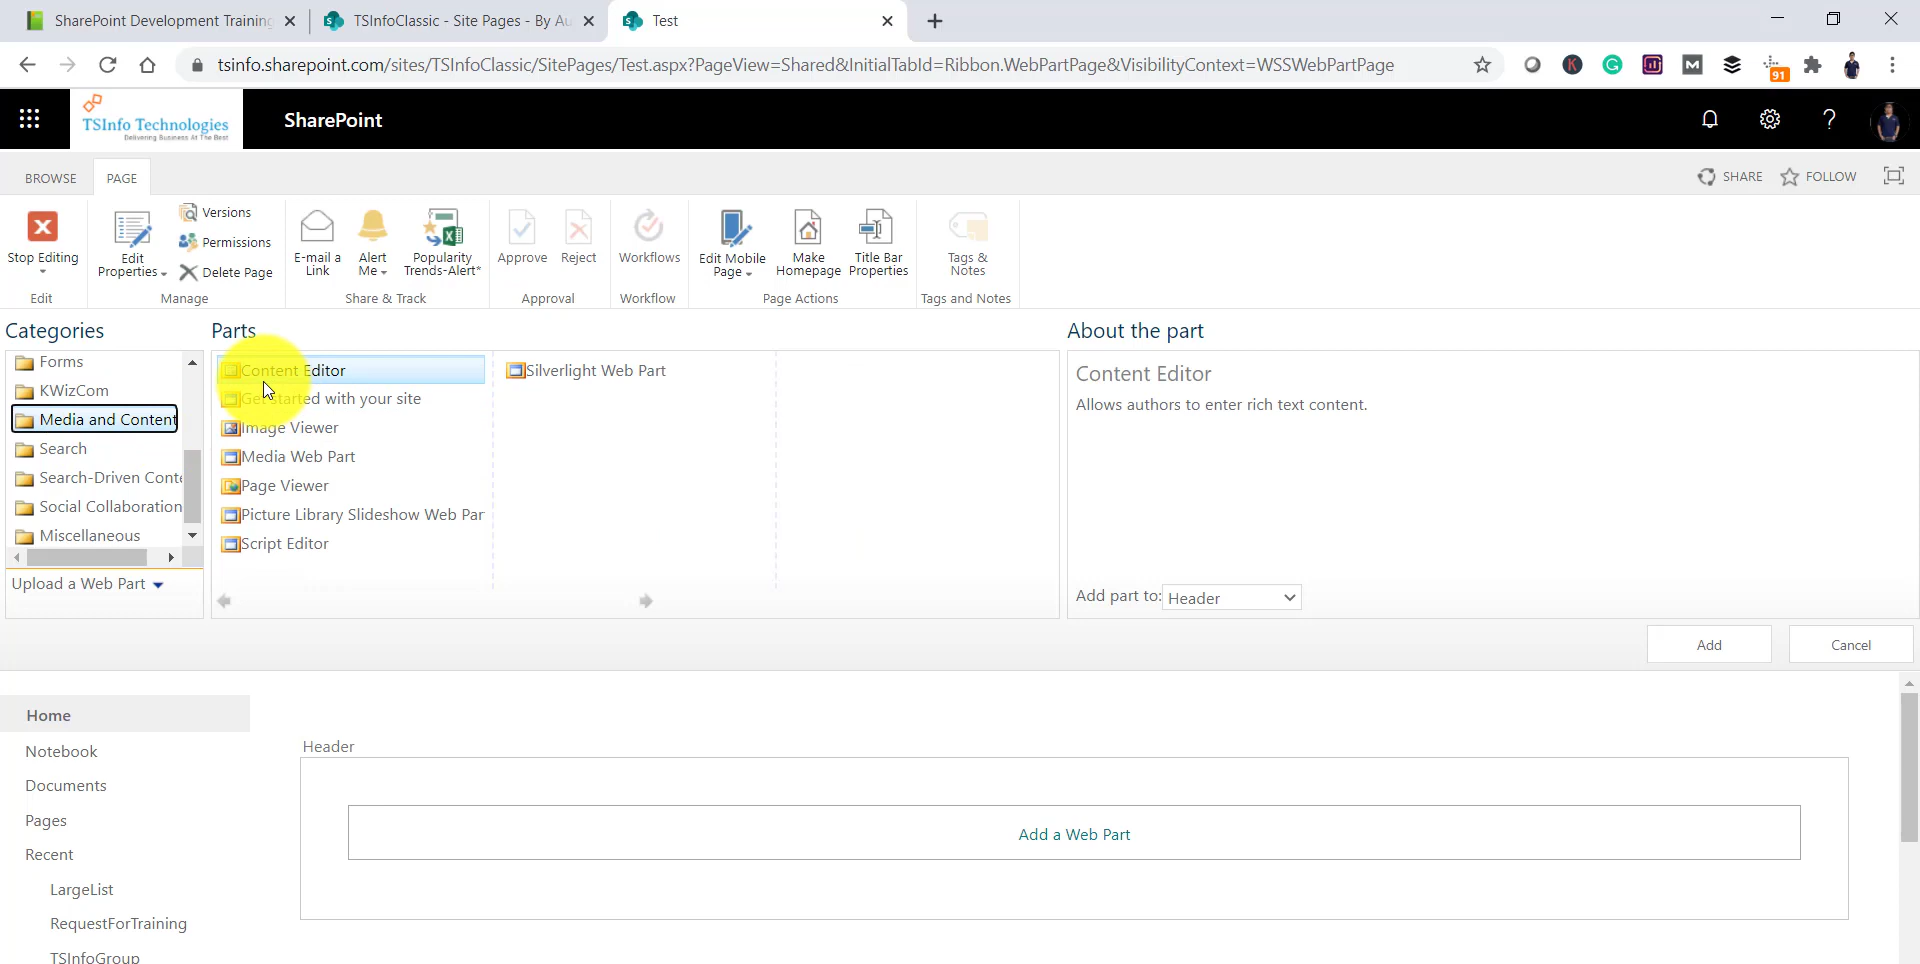 SharePoint Development Training
TSInfoClassic - Site Pages - By Au
Test
tsinfo.sharepoint.com/sites/TSInfoClassic/SitePages/Test.aspx?PageView=Shared&InitialTabId=Ribbon.WebPartPage&VisibilityContext=WSSWebPartPage
91
TSInfo Technologies
Delivering Business At The Best
SharePoint
BROWSE
PAGE
SHARE
FOLLOW
Stop Editing
Edit
Edit
Properties
Versions
Permissions
Delete Page
Manage
E-mail a
Link
Alert
Me
Popularity
Trends-Alert*
Share & Track
Approve
Reject
Approval
Workflows
Workflow
Edit Mobile
Page
Make
Homepage
Title Bar
Properties
Page Actions
Tags &
Notes
Tags and Notes
Categories
Forms
KWizCom
Media and Content
Search
Search-Driven Conte
Social Collaboration
Miscellaneous
Upload a Web Part
Parts
Content Editor
Get started with your site
Image Viewer
Media Web Part
Page Viewer
Picture Library Slideshow Web Par
Script Editor
Silverlight Web Part
About the part
Content Editor
Allows authors to enter rich text content.
Add part to:
Header
Add
Cancel
Home
Notebook
Documents
Pages
Recent
LargeList
RequestForTraining
TSInfoGroup
Header
Add a Web Part